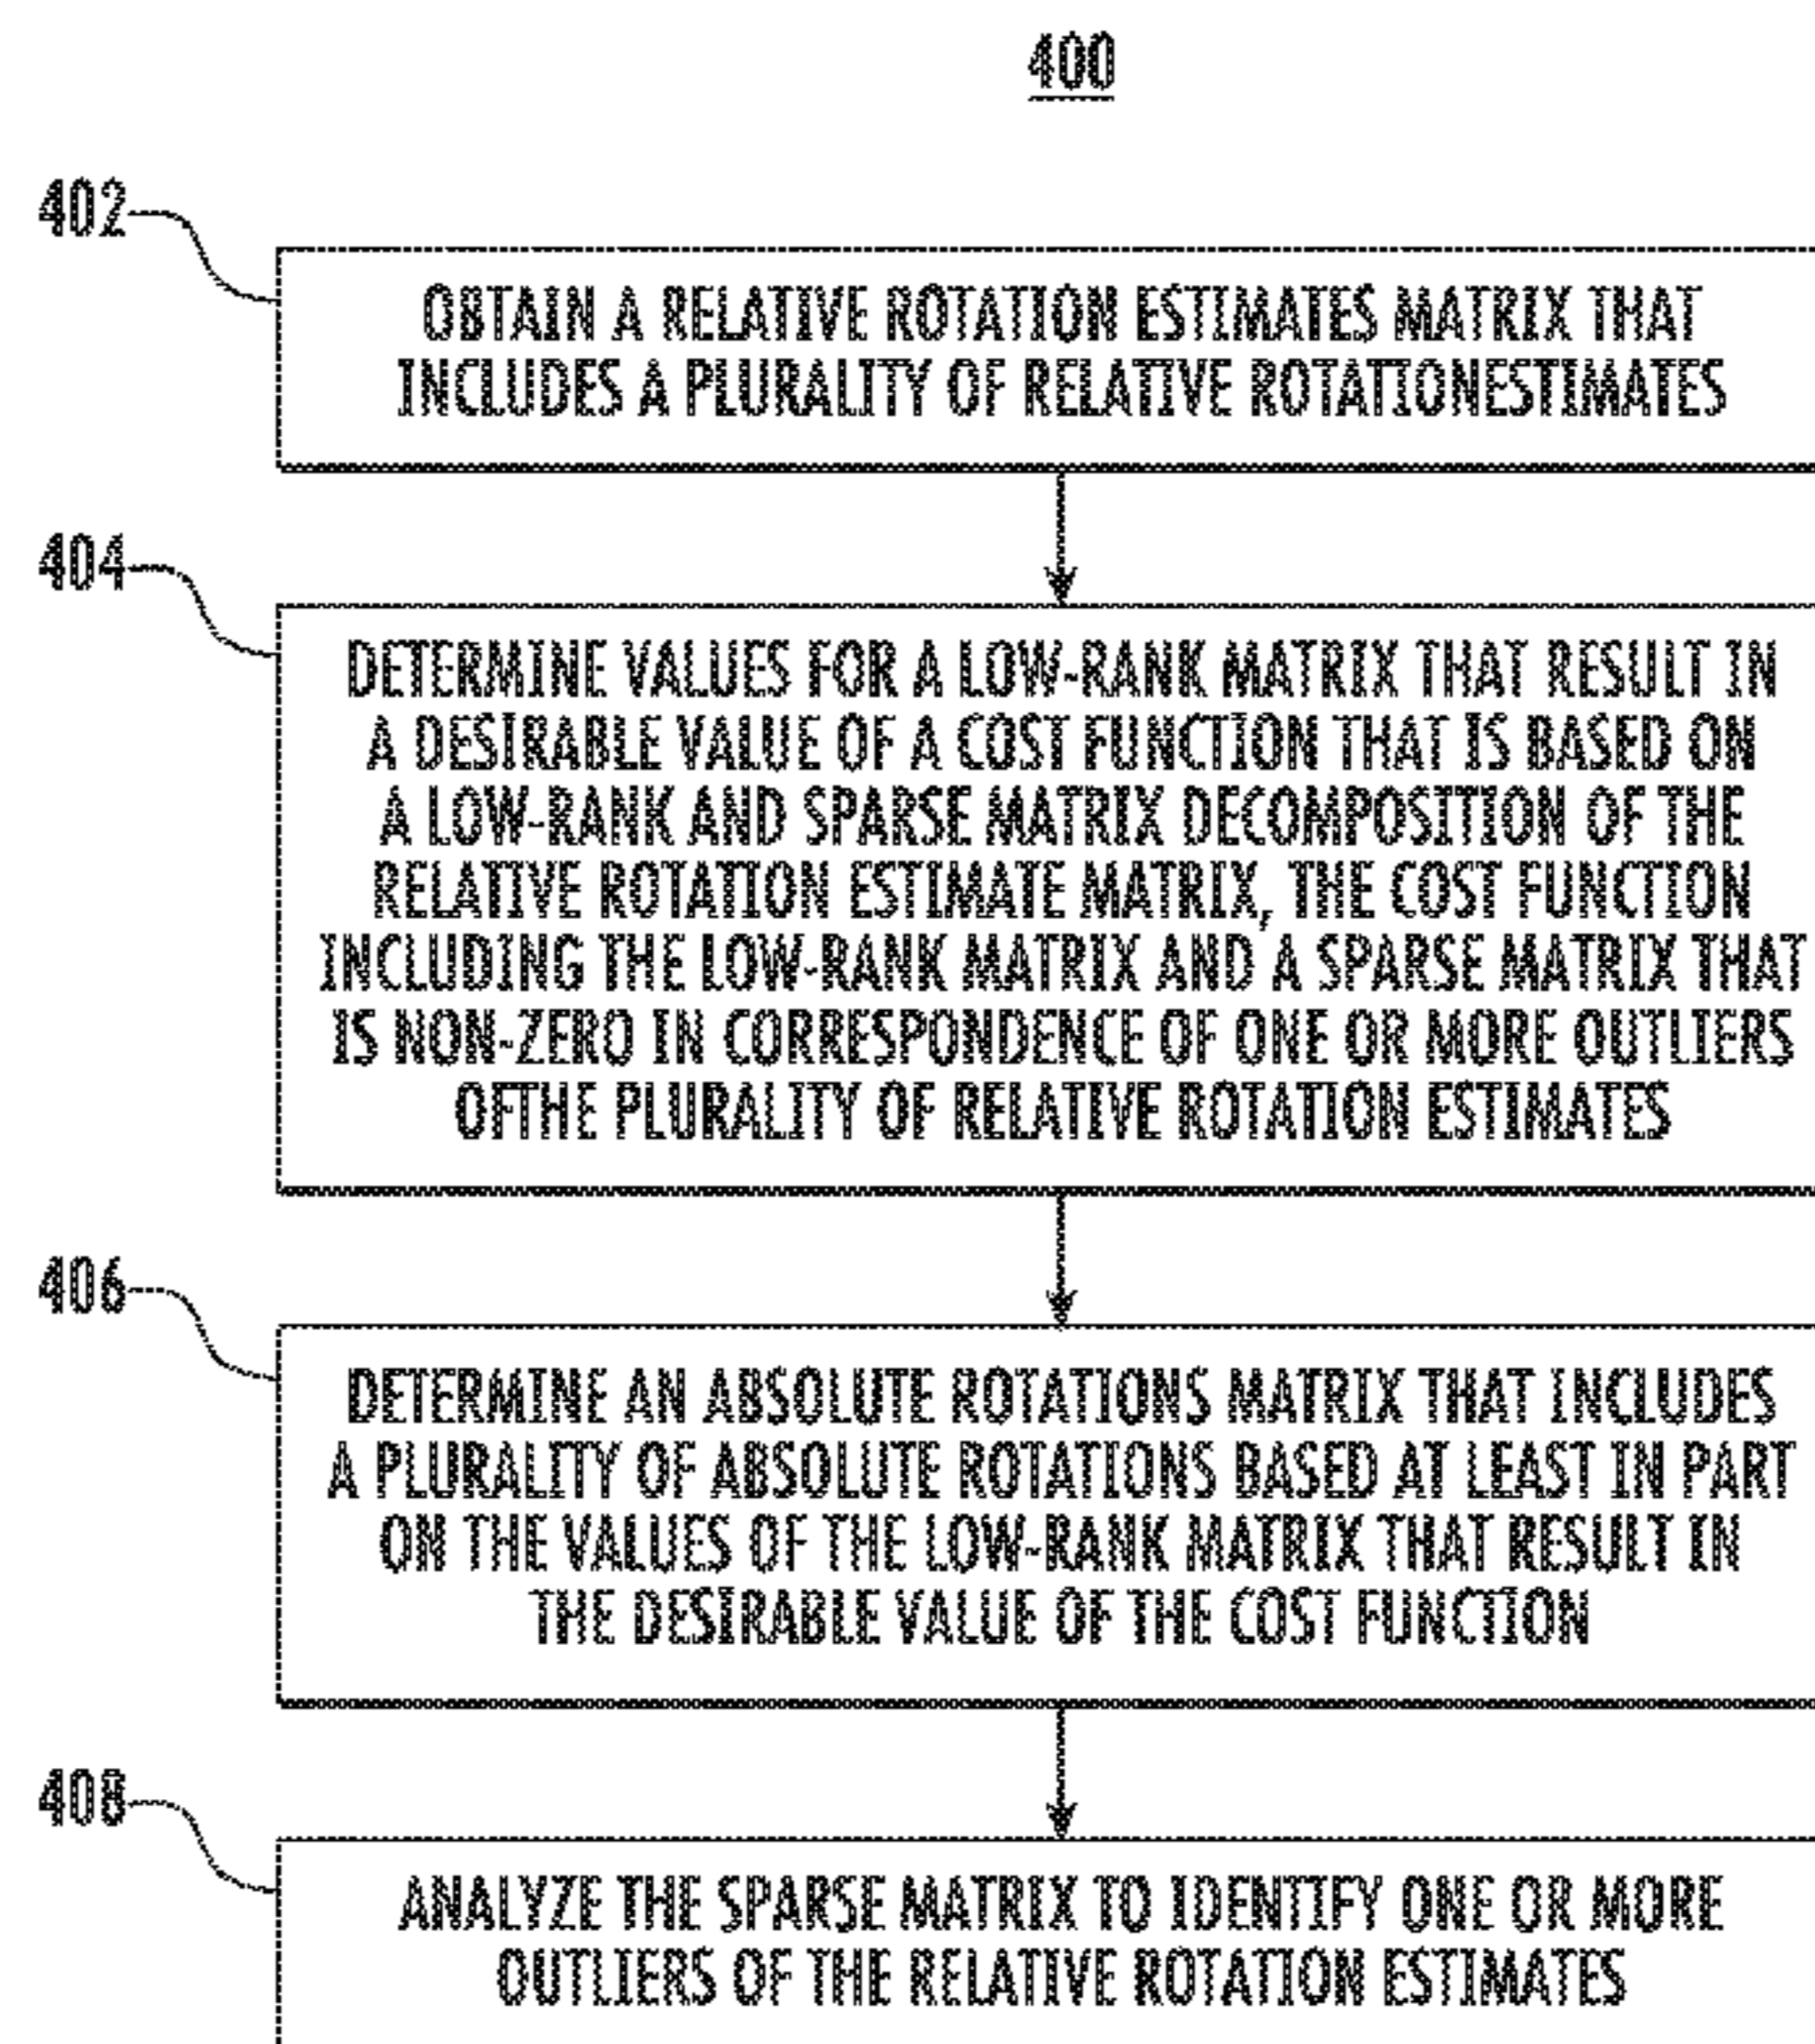 400
402
OBTAIN A RELATIVE ROTATION ESTIMATES MATRIX THAT
INCLUDES A PLURALITY OF RELATIVE ROTATIONESTIMATES
404
DETERMINE VALUES FOR A LOW-RANK MATRIX THAT RESULT IN
A DESIRABLE VALUE OF A COST FUNCTION THAT IS BASED ON
A LOW-RANK AND SPARSE MATRIX DECOMPOSITION OF THE
RELATIVE ROTATION ESTIMATE MATRIX, THE COST FUNCTION
INCLUDING THE LOW-RANK MATRIX AND A SPARSE MATRIX THAT
IS NON-ZERO IN CORRESPONDENCE OF ONE OR MORE OUTLIERS
OFTHE PLURALITY OF RELATIVE ROTATION ESTIMATES
406
DETERMINE AN ABSOLUTE ROTATIONS MATRIX THAT INCLUDES
A PLURALITY OF ABSOLUTE ROTATIONS BASED AT LEAST IN PART
ON THE VALUES OF THE LOW-RANK MATRIX THAT RESULT IN
THE DESIRABLE VALUE OF THE COST FUNCTION
408
ANALYZE THE SPARSE MATRIX TO IDENTIFY ONE OR MORE
OUTLIERS OF THE RELATIVE ROTATION ESTIMATES